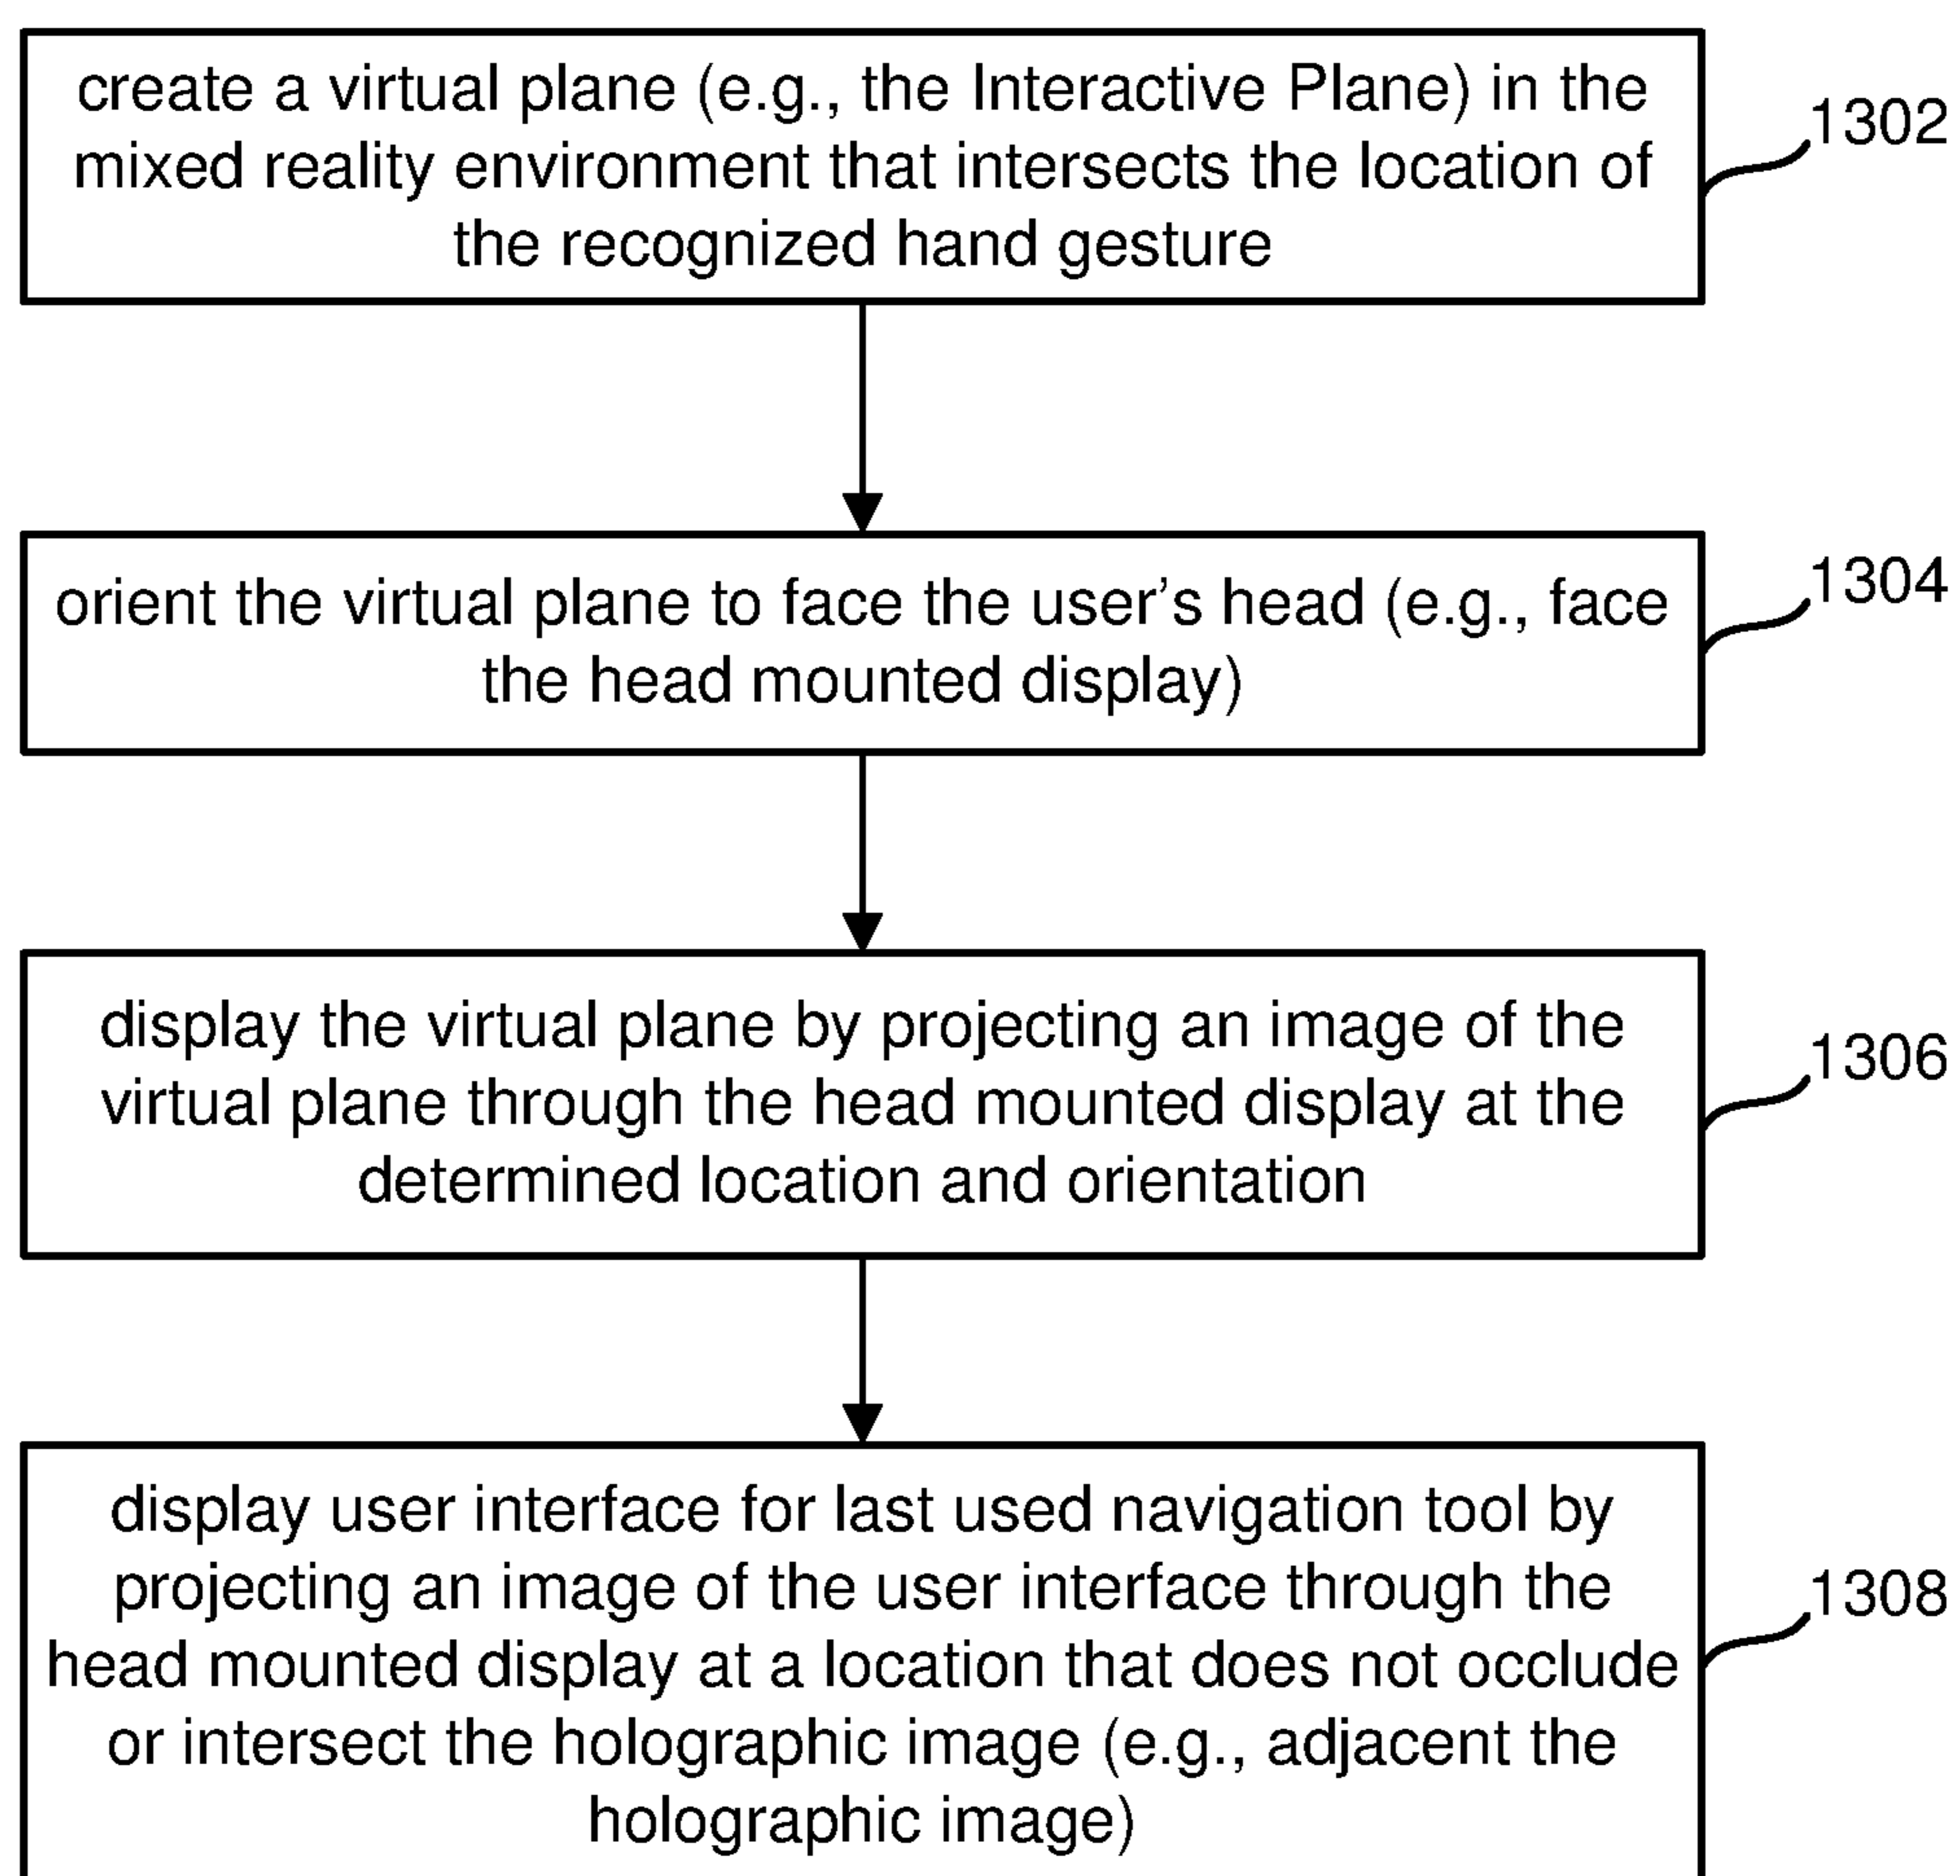 create a virtual plane (e.g., the Interactive Plane) in the
mixed reality environment that intersects the location of
the recognized hand gesture
1302
orient the virtual plane to face the user's head (e.g., face
the head mounted display)
1304
display the virtual plane by projecting an image of the
virtual plane through the head mounted display at the
determined location and orientation
1306
display user interface for last used navigation tool by
projecting an image of the user interface through the
head mounted display at a location that does not occlude
or intersect the holographic image (e.g., adjacent the
holographic image)
1308